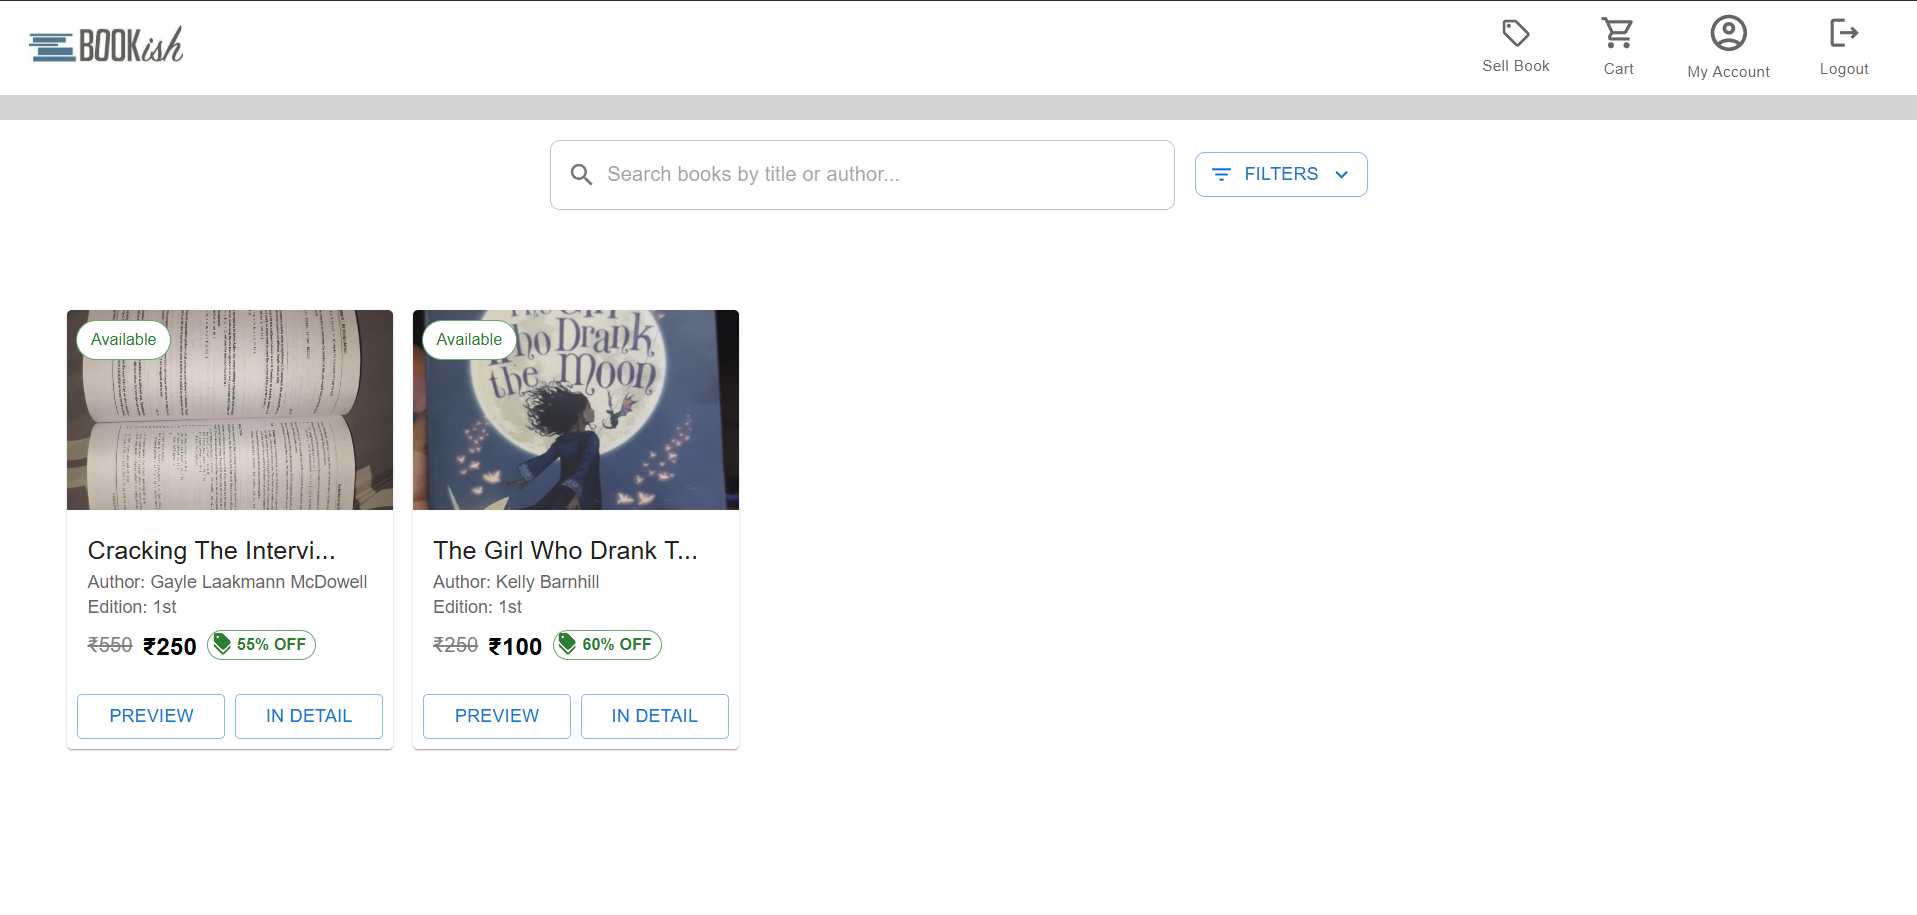 BOOKish
Sell Book
Cart
My Account
Logout
Search books by title or author...
FILTERS
Available
Cracking The Intervi...
Author: Gayle Laakmann McDowell
Edition: 1st
₹550 ₹250 55% OFF
PREVIEW IN DETAIL
Available
Who Drank
the Moon
The Girl Who Drank T...
Author: Kelly Barnhill
Edition: 1st
₹250 ₹100 60% OFF
PREVIEW IN DETAIL